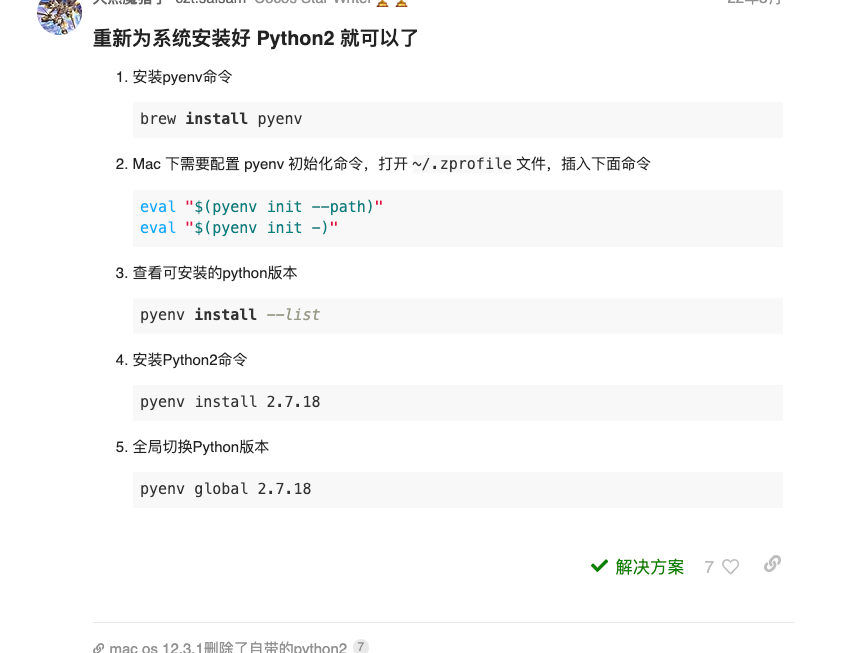 重新为系统安装好 Python2 就可以了
1. 安装pyenv命令
brew install pyenv
2. Mac 下需要配置 pyenv 初始化命令，打开 ~/.zprofile 文件，插入下面命令
eval "$(pyenv init --path)"
eval "$(pyenv init -)"
3. 查看可安装的python版本
pyenv install --list
4. 安装Python2命令
pyenv install 2.7.18
5. 全局切换Python版本
pyenv global 2.7.18
解决方案 7
mac os 12.3.1删除了自带的python2 7